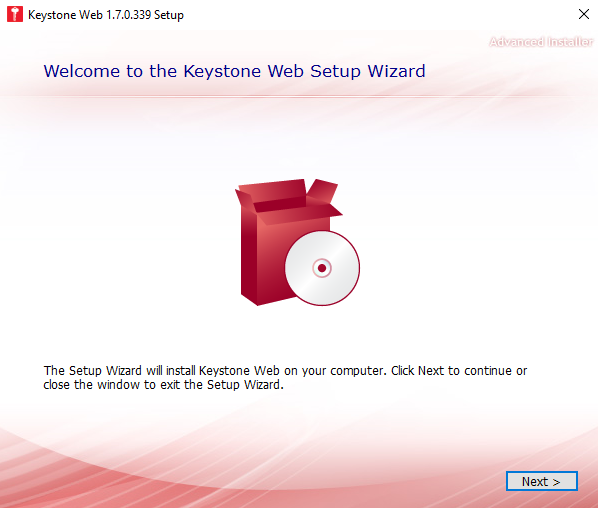 Keystone Web 1.7.0.339 Setup
Advanced Installer
Welcome to the Keystone Web Setup Wizard
The Setup Wizard will install Keystone Web on your computer. Click Next to continue or
close the window to exit the Setup Wizard.
Next >